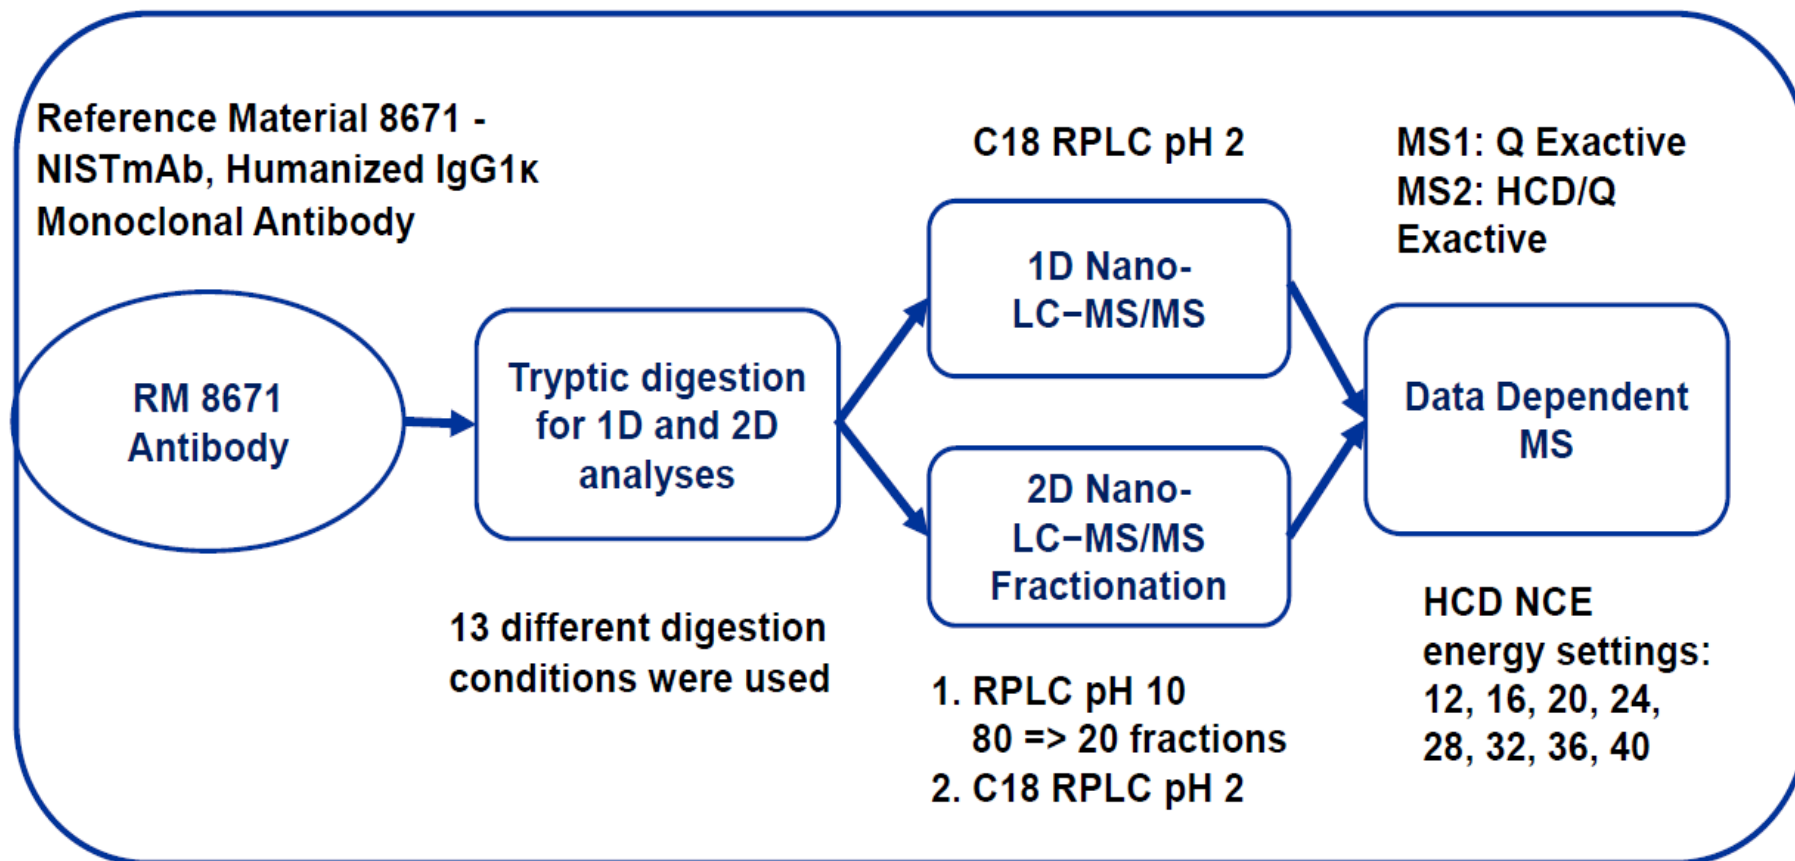 Reference Material 8671 -
NISTmAb, Humanized IgG1κ
Monoclonal Antibody
RM 8671
Antibody
Tryptic digestion
for 1D and 2D
analyses
13 different digestion
conditions were used
C18 RPLC pH 2
1D Nano-
LC−MS/MS
2D Nano-
LC−MS/MS
Fractionation
1. RPLC pH 10
80 => 20 fractions
2. C18 RPLC pH 2
MS1: Q Exactive
MS2: HCD/Q
Exactive
Data Dependent
MS
HCD NCE
energy settings:
12, 16, 20, 24,
28, 32, 36, 40